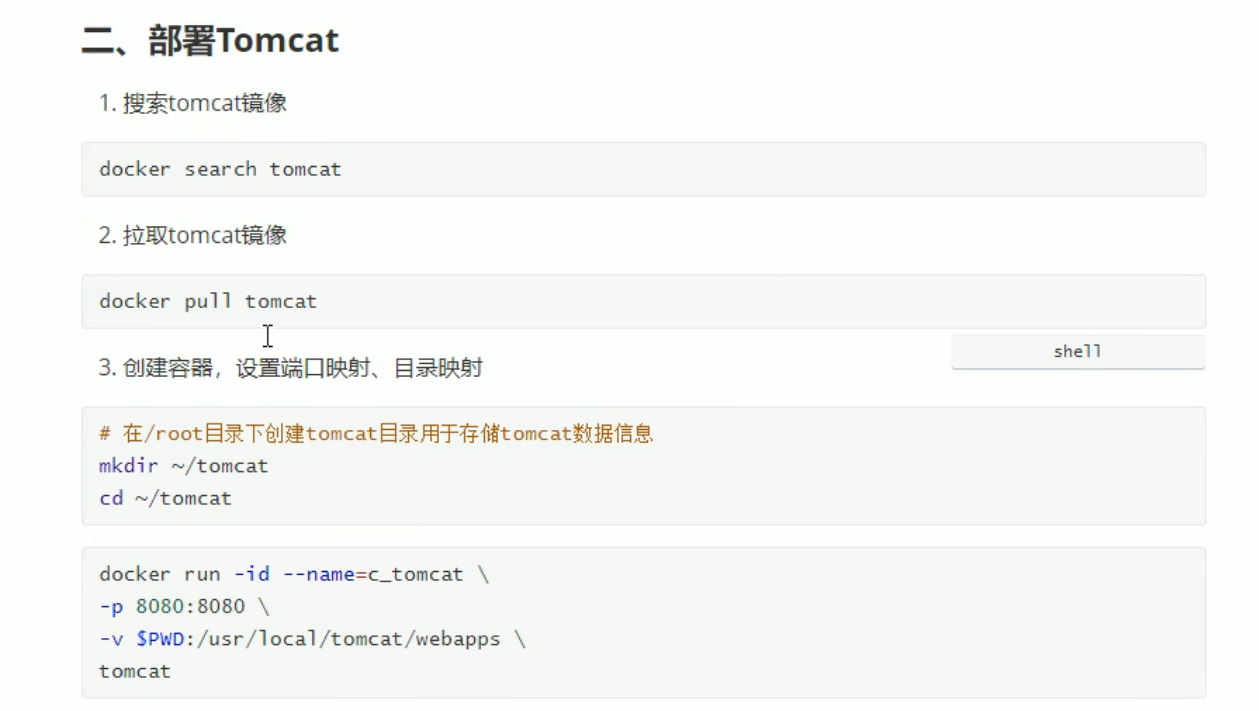 二、部署Tomcat
1. 搜索tomcat镜像
docker search tomcat
2. 拉取tomcat镜像
docker pull tomcat
shell
3. 创建容器，设置端口映射、目录映射
# 在/root目录下创建tomcat目录用于存储tomcat数据信息
mkdir ~/tomcat
cd ~/tomcat
docker run -id --name=c_tomcat \
-p 8080:8080 \
-v $PWD:/usr/local/tomcat/webapps \
tomcat